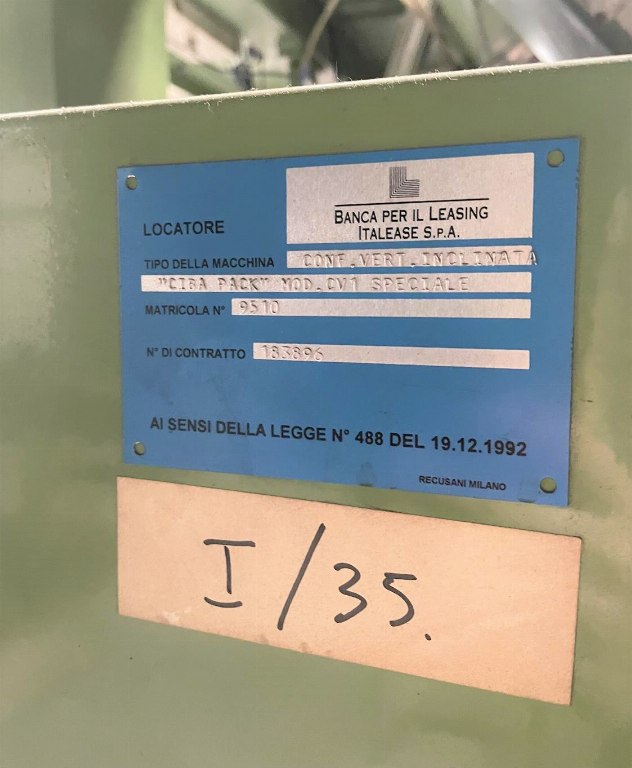 LOCATORE
BANCA PER IL LEASING
ITALEASE S.P.A.
TIPO DELLA MACCHINA CONF.VERT.INCLINATA
"CIBA PACK" MOD.CV1 SPECIALE
MATRICOLA N° 9510
N° DI CONTRATTO 183896
AI SENSI DELLA LEGGE N° 488 DEL 19.12.1992
RECUSANI MILANO
I/35.